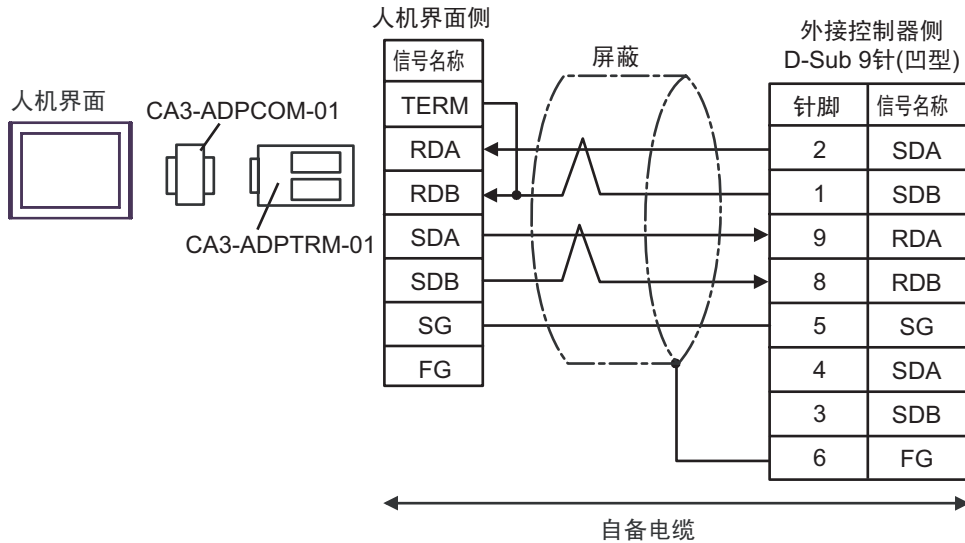 人机界面
CA3-ADPCOM-01
CA3-ADPTRM-01
人机界面侧
信号名称
TERM
RDA
RDB
SDA
SDB
SG
FG
屏蔽
外接控制器侧
D-Sub 9针(凹型)
针脚 信号名称
2 SDA
1 SDB
9 RDA
8 RDB
5 SG
4 SDA
3 SDB
6 FG
自备电缆